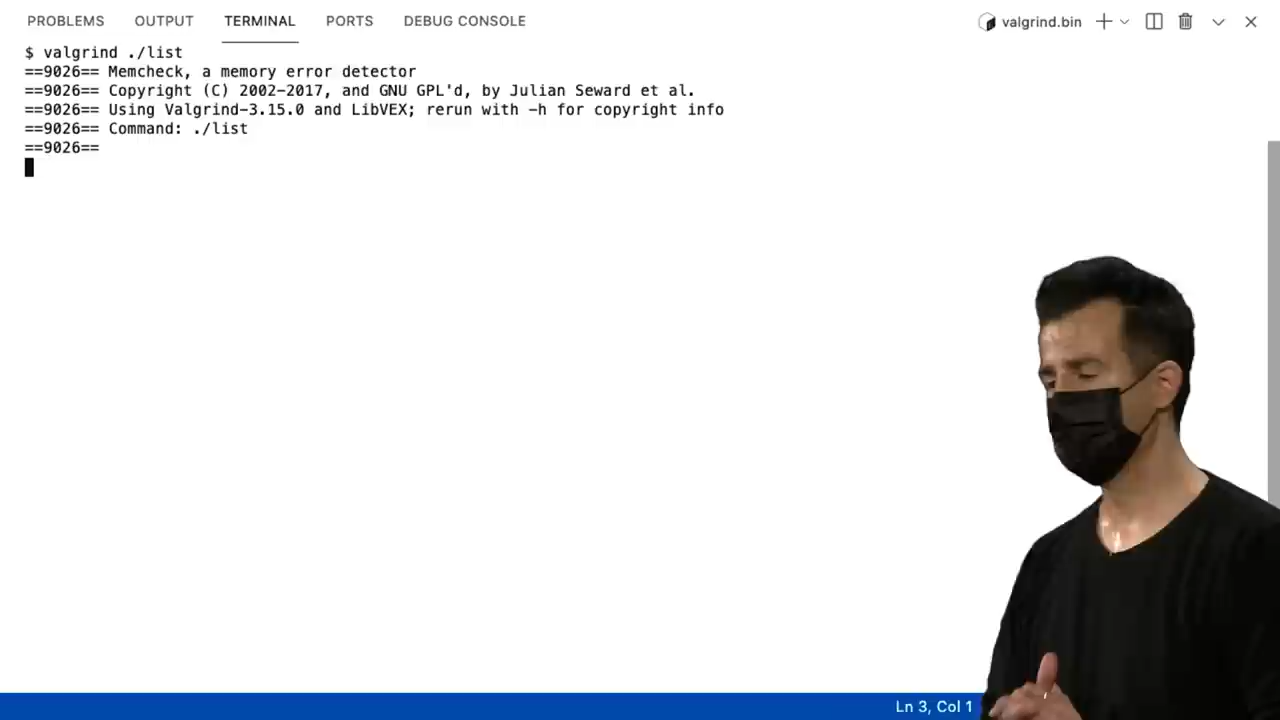 PROBLEMS OUTPUT TERMINAL PORTS DEBUG CONSOLE valgrind.bin
$ valgrind ./list
==9026== Memcheck, a memory error detector
==9026== Copyright (C) 2002-2017, and GNU GPL'd, by Julian Seward et al.
==9026== Using Valgrind-3.15.0 and LibVEX; rerun with -h for copyright info
==9026== Command: ./list
==9026==
Ln 3, Col 1